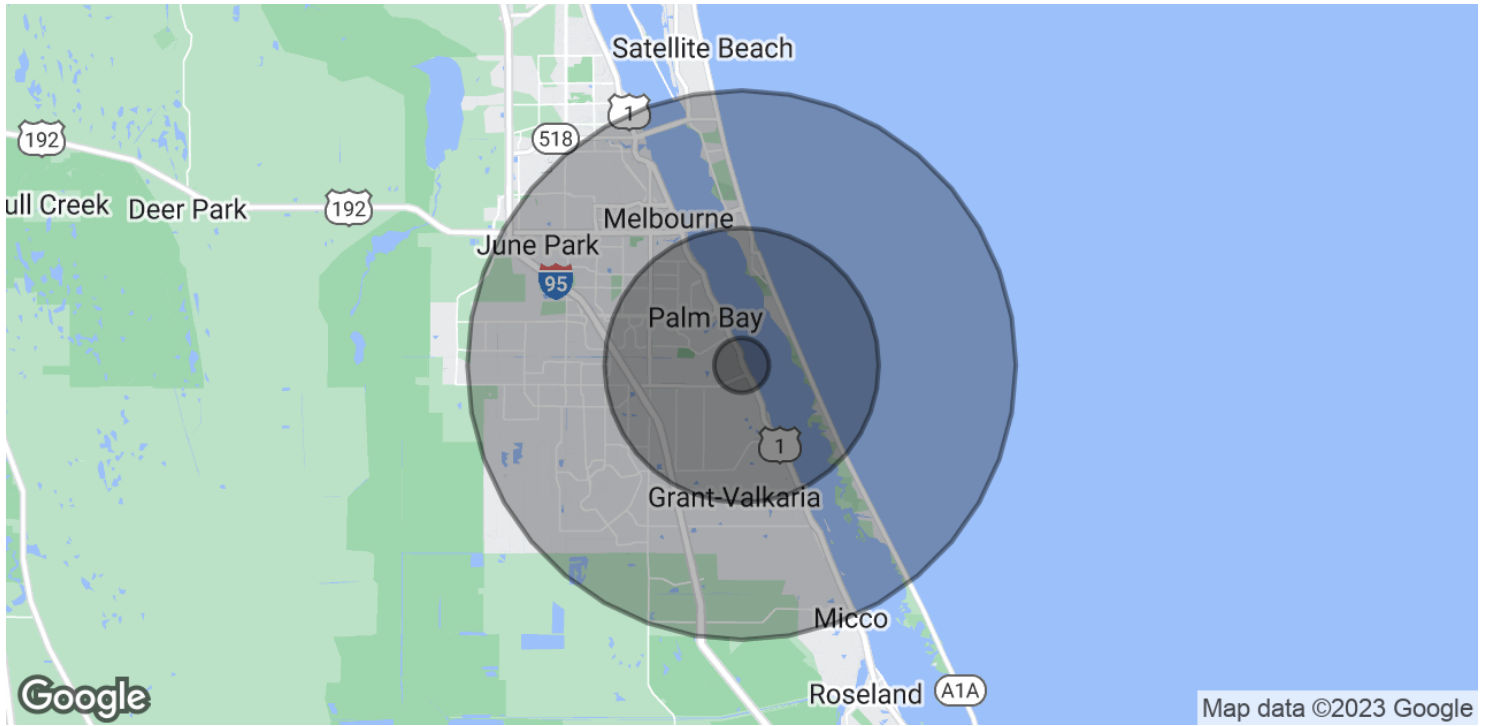 Satellite Beach
1
518
192
ull Creek
Deer Park
192
Melbourne
June Park
95
Palm Bay
1
Grant-Valkaria
Micco
Roseland
A1A
Google
Map data ©2023 Google